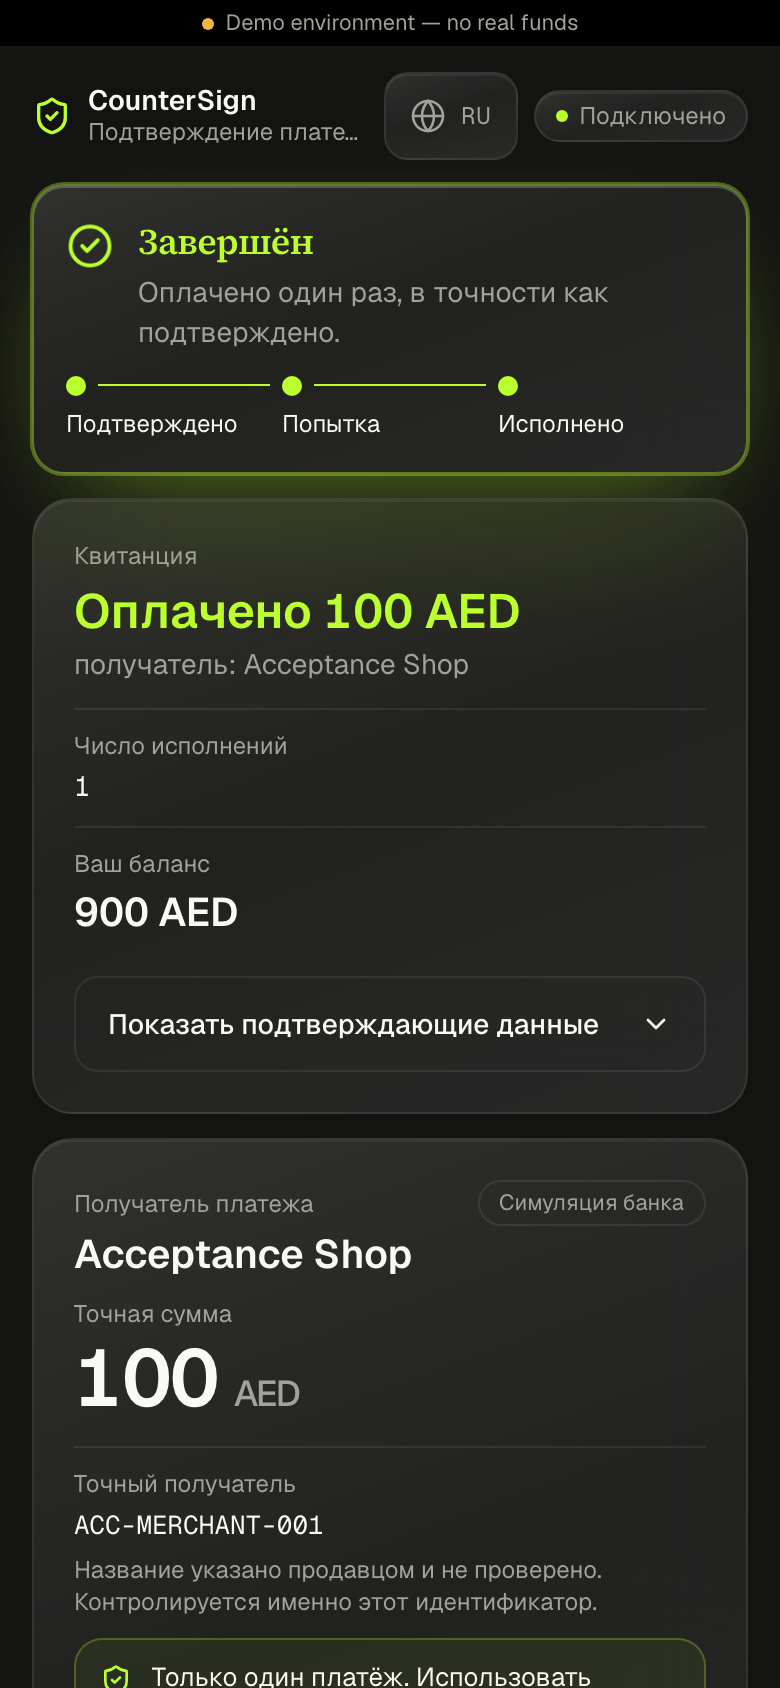 Demo environment — no real funds
CounterSign
Подтверждение плате...
RU
Подключено
Завершён
Оплачено один раз, в точности как
подтверждено.
Подтверждено
Попытка
Исполнено
Квитанция
Оплачено 100 AED
получатель: Acceptance Shop
Число исполнений
1
Ваш баланс
900 AED
Показать подтверждающие данные
Получатель платежа
Симуляция банка
Acceptance Shop
Точная сумма
100 AED
Точный получатель
ACC-MERCHANT-001
Название указано продавцом и не проверено.
Контролируется именно этот идентификатор.
Только один платёж. Использовать